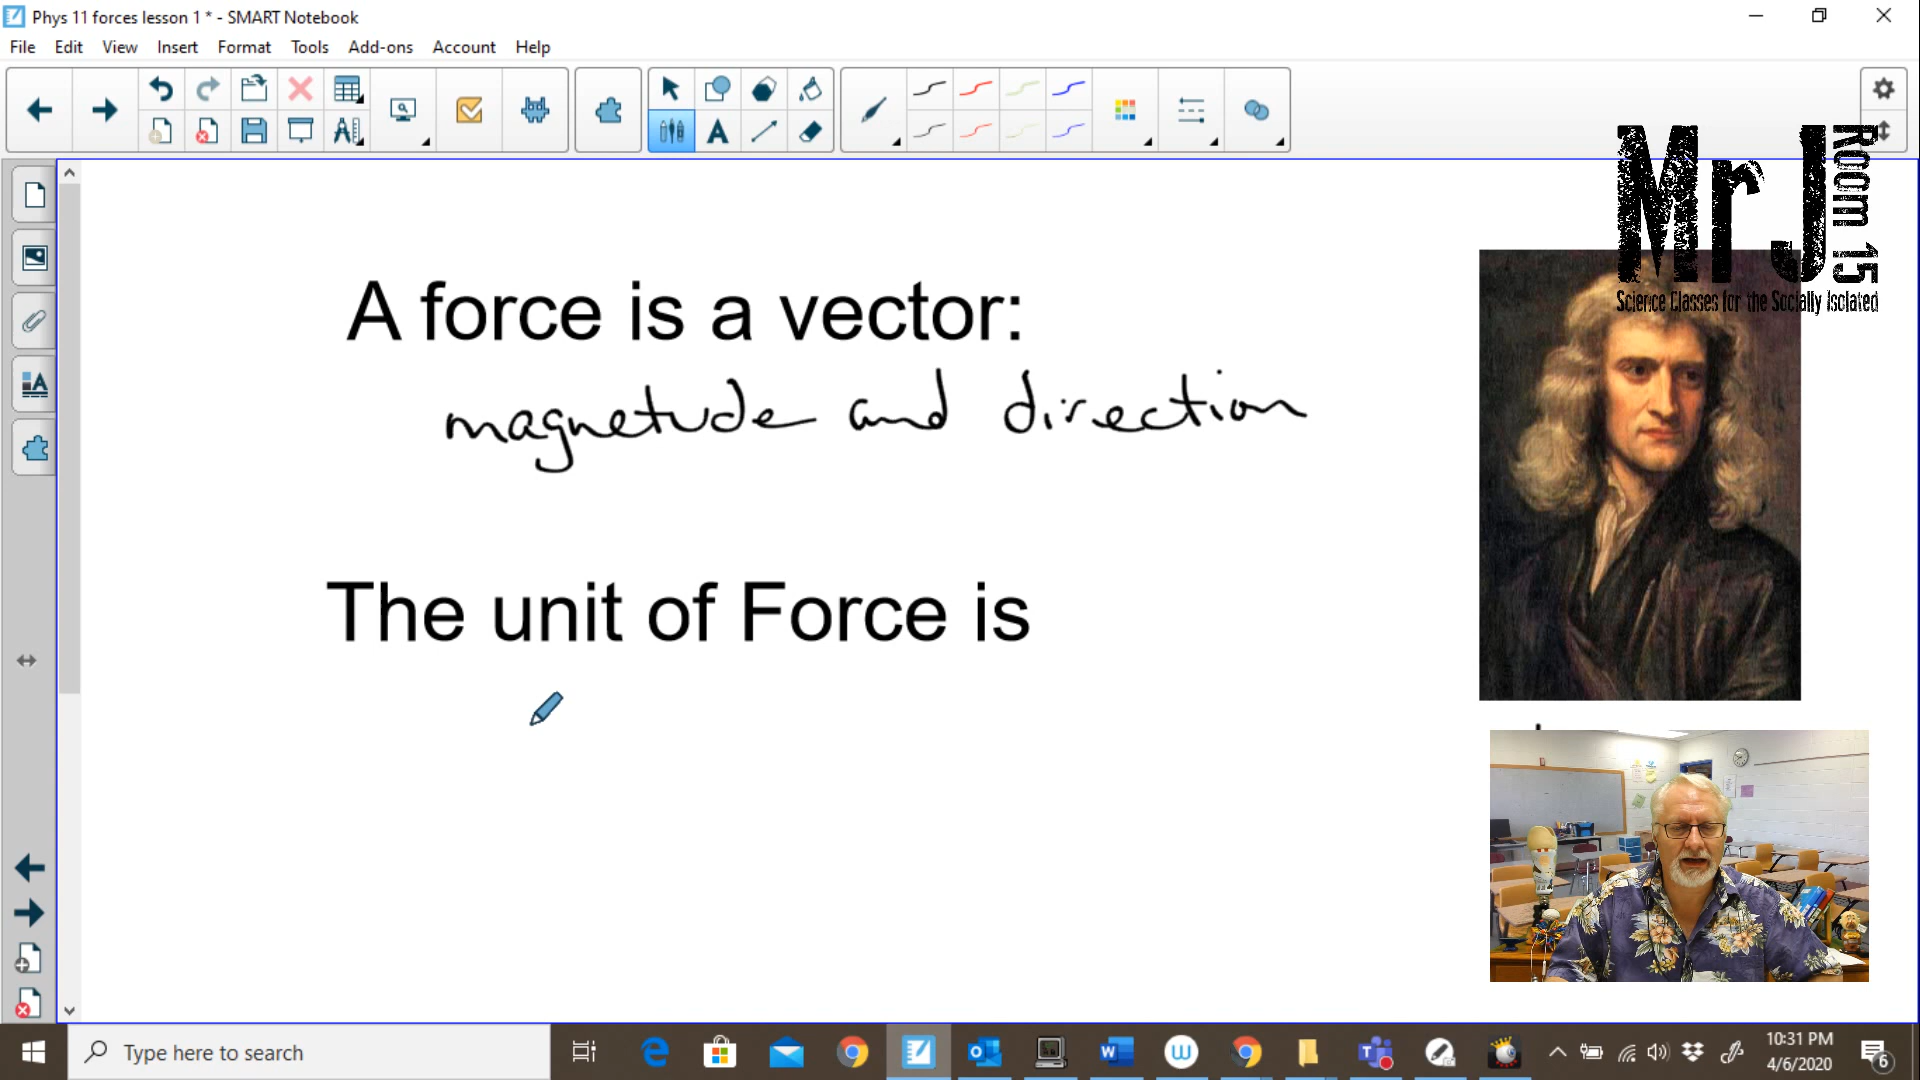 Phys 11 forces lesson 1 * - SMART Notebook
File Edit View Insert Format Tools Add-ons Account Help
Mr J
Room 15
Science Classes for the Socially Isolated
A force is a vector:
magnetude and direction
The unit of Force is
Type here to search
10:31 PM
4/6/2020
6